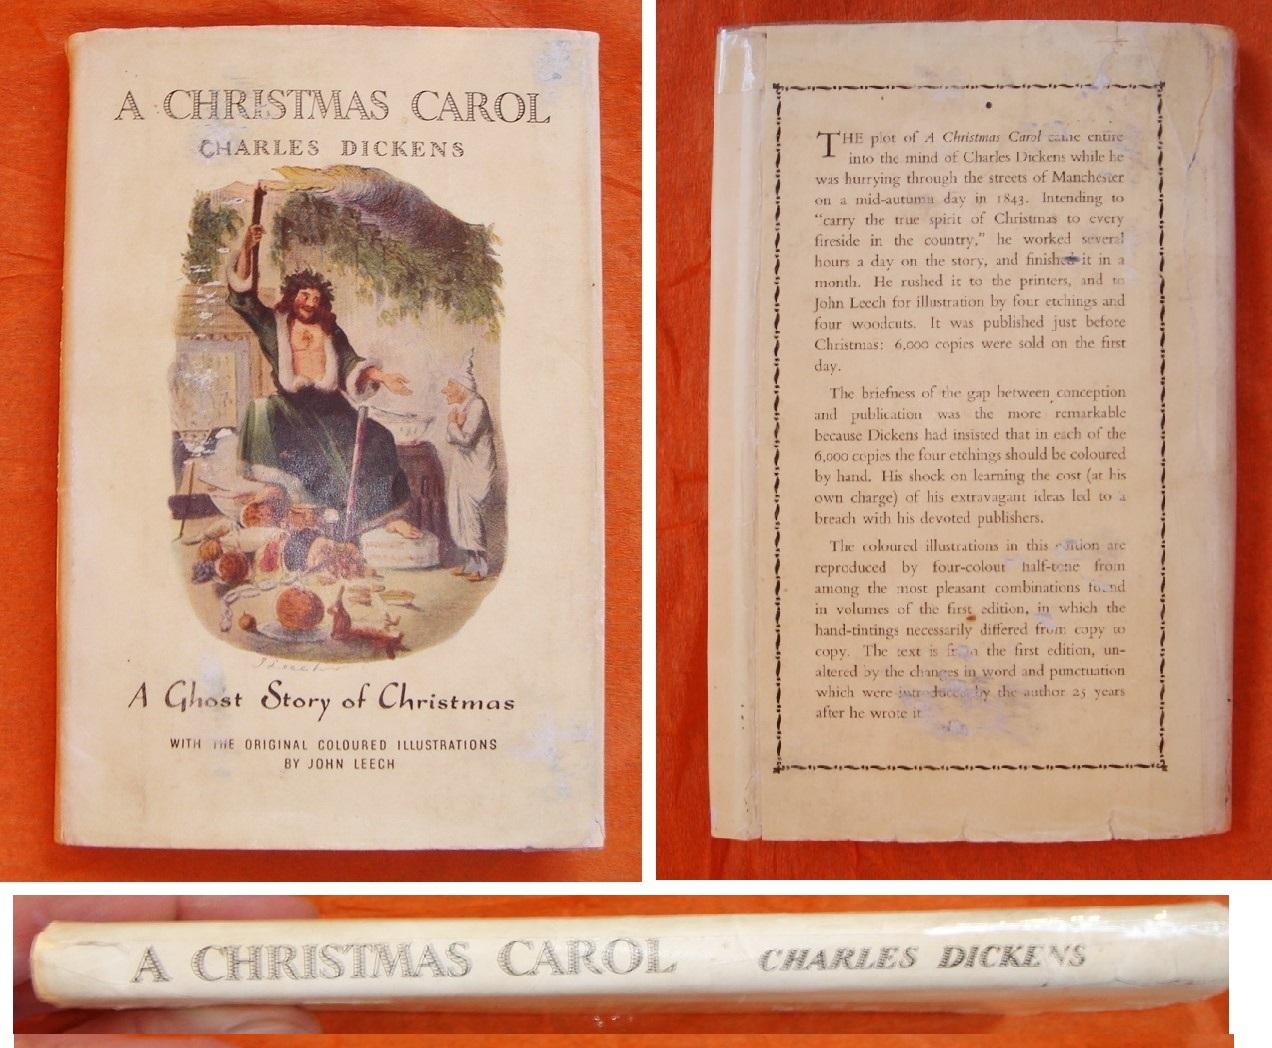 A CHRISTMAS CAROL
CHARLES DICKENS
J Leech
A Ghost Story of Christmas
WITH THE ORIGINAL COLOURED ILLUSTRATIONS
BY JOHN LEECH
THE plot of A Christmas Carol came entire
into the mind of Charles Dickens while he
was hurrying through the streets of Manchester
on a mid-autumn day in 1843. Intending to
“carry the true spirit of Christmas to every
fireside in the country,” he worked several
hours a day on the story, and finished it in a
month. He rushed it to the printers, and to
John Leech for illustration by four etchings and
four woodcuts. It was published just before
Christmas: 6,000 copies were sold on the first
day.
The briefness of the gap between conception
and publication was the more remarkable
because Dickens had insisted that in each of the
6,000 copies the four etchings should be coloured
by hand. His shock on learning the cost (at his
own charge) of his extravagant ideas led to a
breach with his devoted publishers.
The coloured illustrations in this edition are
reproduced by four-colour half-tone from
among the most pleasant combinations found
in volumes of the first edition, in which the
hand-tintings necessarily differed from copy to
copy. The text is from the first edition, un-
altered by the changes in word and punctuation
which were introduced by the author 25 years
after he wrote it
A CHRISTMAS CAROL CHARLES DICKENS